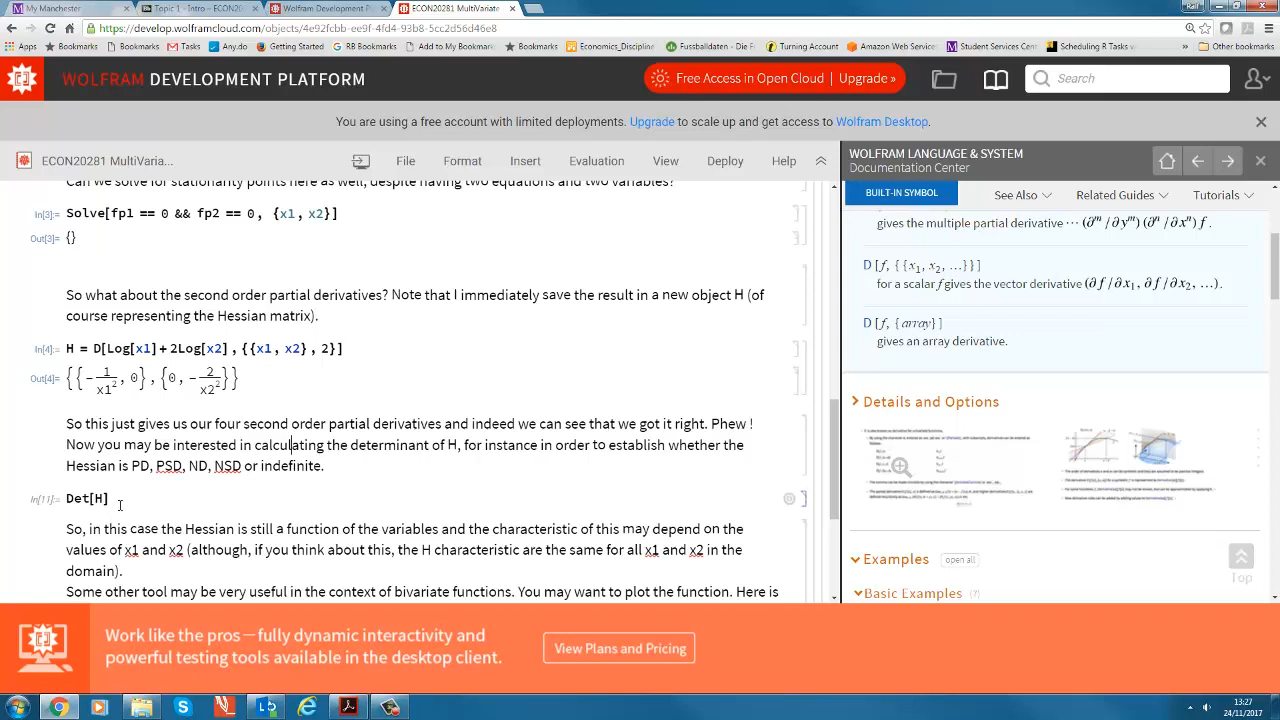 My Manchester
Topic 1 - Intro – ECON20
Wolfram Development P
ECON20281 MultiVariate
https://develop.wolframcloud.com/objects/4e92fcbb-ee9f-4fd4-93b8-5cc2d56d46e8
Apps Bookmarks Bookmarks Gmail Tasks Al to Diigo Gtranslate RB Bookmarks Add to My Bookmarks Economics_Discipline Fussballdaten - Die F Turning Account Amazon Web Services Student Services Cent Scheduling R Tasks Other bookmarks
WOLFRAM DEVELOPMENT PLATFORM
Free Access in Open Cloud | Upgrade »
Search
You are using a free account with limited deployments. Upgrade to scale up and get access to Wolfram Desktop.
ECON20281 MultiVaria...
File Format Insert Evaluation View Deploy Help
Can we solve for stationarity points here as well, despite having two equations and two variables?
In[3]:= Solve[fp1 == 0 && fp2 == 0, {x1, x2}]
Out[3]= {}
So what about the second order partial derivatives? Note that I immediately save the result in a new object H (of
course representing the Hessian matrix).
In[4]:= H = D[Log[x1] + 2Log[x2], {{x1, x2}, 2}]
Out[4]= {{-1/x1², 0}, {0, -2/x2²}}
So this just gives us our four second order partial derivatives and indeed we can see that we got it right. Phew !
Now you may be interested in calculating the determinant of H, for instance in order to establish whether the
Hessian is PD, PSD, ND, NSD or indefinite.
In[11]:= Det[H]
So, in this case the Hessian is still a function of the variables and the characteristic of this may depend on the
values of x1 and x2 (although, if you think about this, the H characteristic are the same for all x1 and x2 in the
domain).
Some other tool may be very useful in the context of bivariate functions. You may want to plot the function. Here is
WOLFRAM LANGUAGE & SYSTEM
Documentation Center
BUILT-IN SYMBOL
See Also Related Guides Tutorials
gives the multiple partial derivative ⋯ (∂ᵐ/∂yᵐ) (∂ⁿ/∂xⁿ) f.
D[f, {{x₁, x₂, …}}]
for a scalar f gives the vector derivative (∂f/∂x₁, ∂f/∂x₂, …).
D[f, {array}]
gives an array derivative.
Details and Options
Examples open all
Top
Basic Examples (7)
Work like the pros—fully dynamic interactivity and
powerful testing tools available in the desktop client.
View Plans and Pricing
13:27
24/11/2017